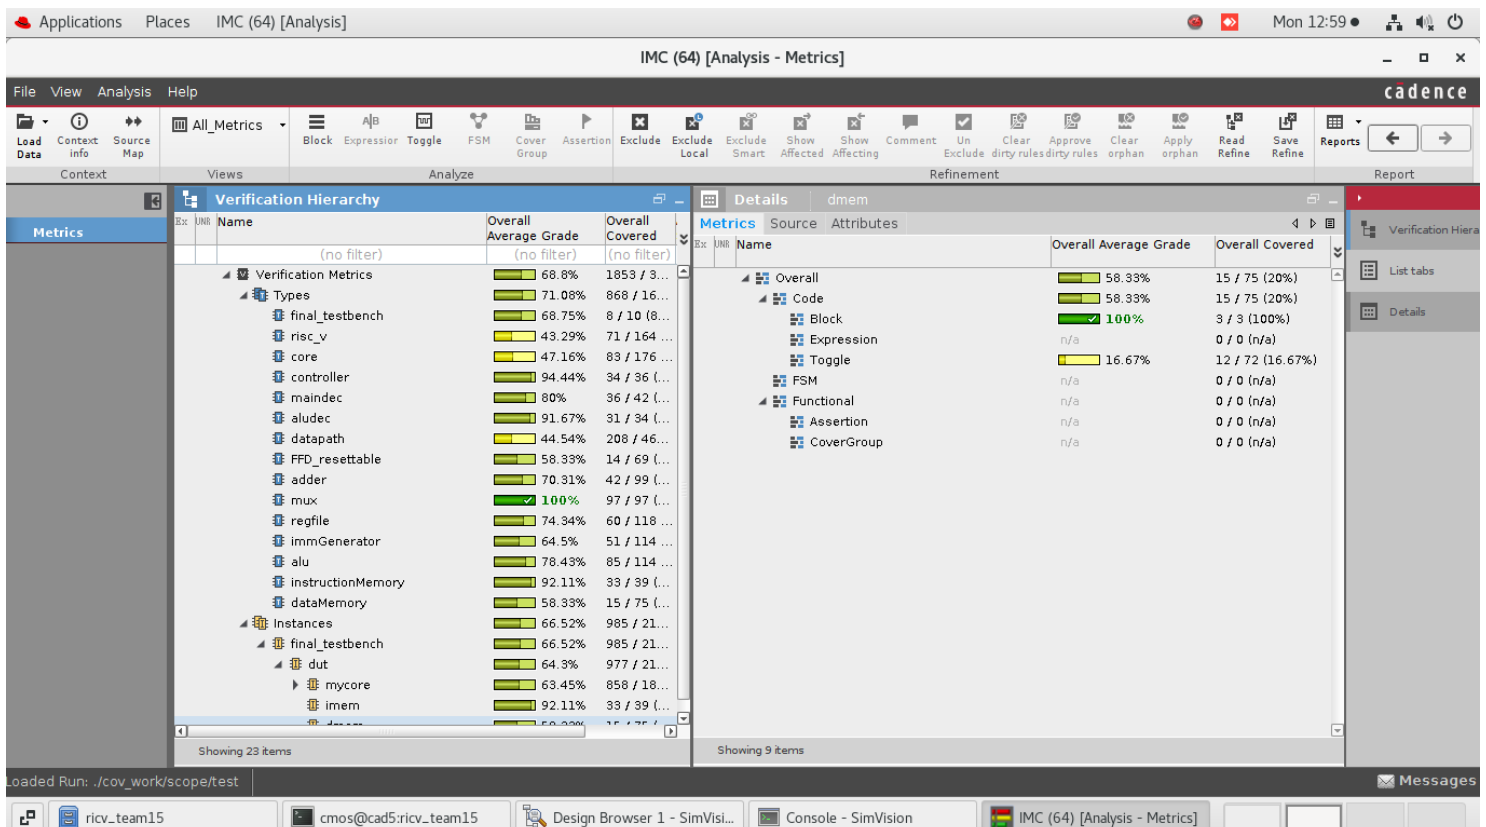 Applications Places IMC (64) [Analysis] Mon 12:59
IMC (64) [Analysis - Metrics]
File View Analysis Help cādence
Load Data Context info Source Map All_Metrics Block Expression Toggle FSM Cover Group Assertion Exclude Exclude Local Exclude Smart Show Affected Show Affecting Comment Un Exclude Clear dirty rules Approve dirty rules Clear orphan Apply orphan Read Refine Save Refine Reports
Context Views Analyze Refinement Report
Metrics
Verification Hierarchy
Ex UNR Name Overall Average Grade Overall Covered
(no filter) (no filter) (no filter)
Verification Metrics 68.8% 1853 / 3...
Types 71.08% 868 / 16...
final_testbench 68.75% 8 / 10 (8...
risc_v 43.29% 71 / 164 ...
core 47.16% 83 / 176 ...
controller 94.44% 34 / 36 (...
maindec 80% 36 / 42 (...
aludec 91.67% 31 / 34 (...
datapath 44.54% 208 / 46...
FFD_resettable 58.33% 14 / 69 (...
adder 70.31% 42 / 99 (...
mux 100% 97 / 97 (...
regfile 74.34% 60 / 118 ...
immGenerator 64.5% 51 / 114 ...
alu 78.43% 85 / 114 ...
instructionMemory 92.11% 33 / 39 (...
dataMemory 58.33% 15 / 75 (...
Instances 66.52% 985 / 21...
final_testbench 66.52% 985 / 21...
dut 64.3% 977 / 21...
mycore 63.45% 858 / 18...
imem 92.11% 33 / 39 (...
dmem 58.33% 15 / 75 (...
Showing 23 items
Details dmem
Metrics Source Attributes
Ex UNR Name Overall Average Grade Overall Covered
Overall 58.33% 15 / 75 (20%)
Code 58.33% 15 / 75 (20%)
Block 100% 3 / 3 (100%)
Expression n/a 0 / 0 (n/a)
Toggle 16.67% 12 / 72 (16.67%)
FSM n/a 0 / 0 (n/a)
Functional n/a 0 / 0 (n/a)
Assertion n/a 0 / 0 (n/a)
CoverGroup n/a 0 / 0 (n/a)
Showing 9 items
Verification Hiera
List tabs
Details
Loaded Run: ./cov_work/scope/test Messages
ricv_team15 cmos@cad5:ricv_team15 Design Browser 1 - SimVisi... Console - SimVision IMC (64) [Analysis - Metrics]